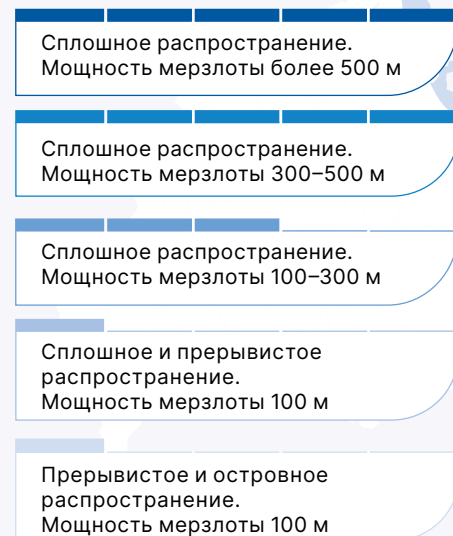 Сплошное распространение.
Мощность мерзлоты более 500 м
Сплошное распространение.
Мощность мерзлоты 300–500 м
Сплошное распространение.
Мощность мерзлоты 100–300 м
Сплошное и прерывистое
распространение.
Мощность мерзлоты 100 м
Прерывистое и островное
распространение.
Мощность мерзлоты 100 м